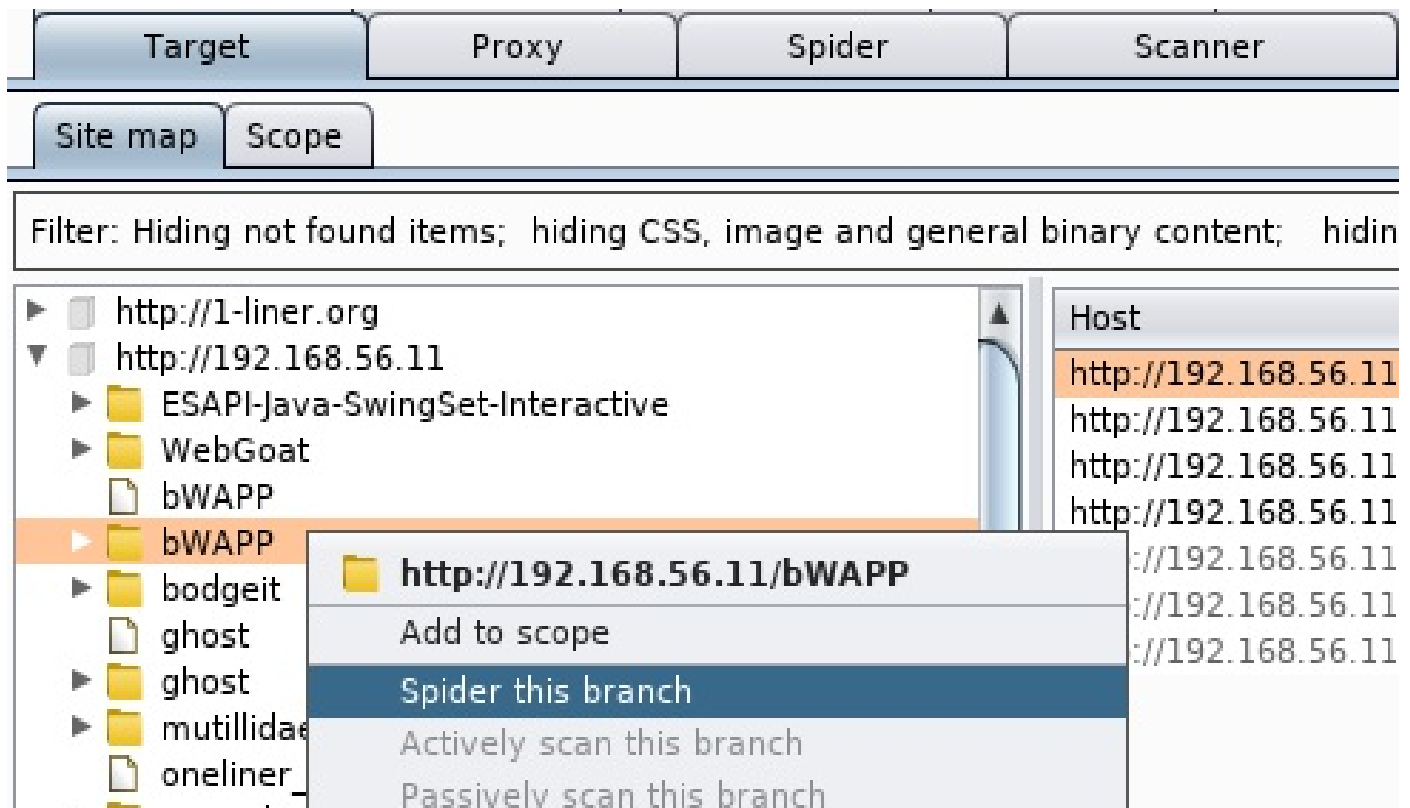 Target Proxy Spider Scanner
Site map Scope
Filter: Hiding not found items; hiding CSS, image and general binary content; hidin
http://1-liner.org
http://192.168.56.11
ESAPI-Java-SwingSet-Interactive
WebGoat
bWAPP
bWAPP
bodgeit
ghost
ghost
mutillidae
oneliner_
http://192.168.56.11/bWAPP
Add to scope
Spider this branch
Actively scan this branch
Passively scan this branch
Host
http://192.168.56.11
http://192.168.56.11
http://192.168.56.11
http://192.168.56.11
://192.168.56.11
://192.168.56.11
://192.168.56.11